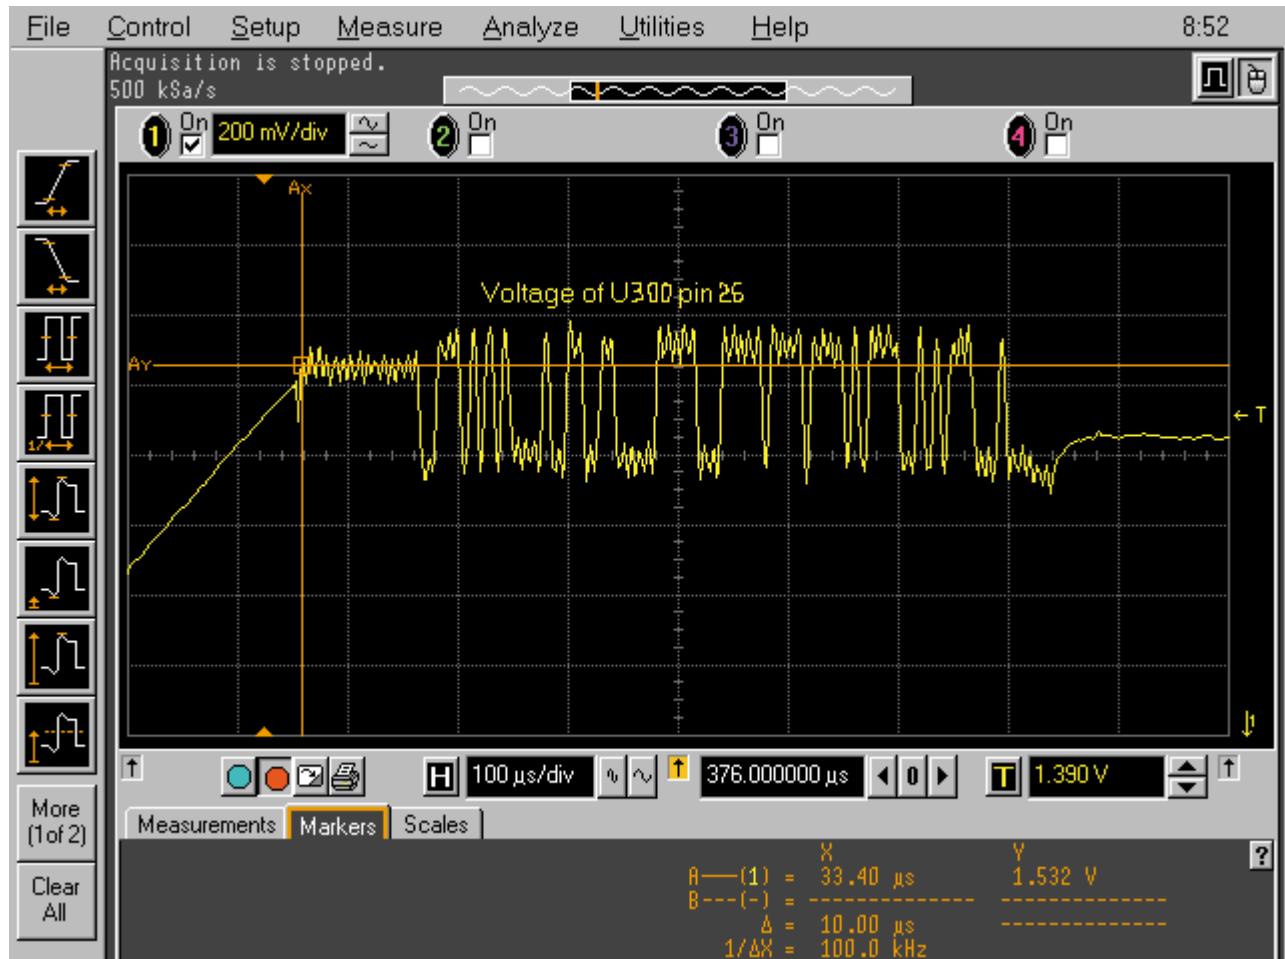 File Control Setup Measure Analyze Utilities Help 8:52
Acquisition is stopped.
500 kSa/s
1 On 200 mV/div 2 On 3 On 4 On
Ax
Voltage of U300 pin 26
Ay
T
1/
1
H 100 µs/div 376.000000 µs 0 T 1.390 V
More
(1of 2)
Measurements Markers Scales
Clear
All
X Y
A——(1) = 33.40 µs 1.532 V
B---(-) = --------------- ---------------
Δ = 10.00 µs ---------------
1/ΔX = 100.0 kHz
?